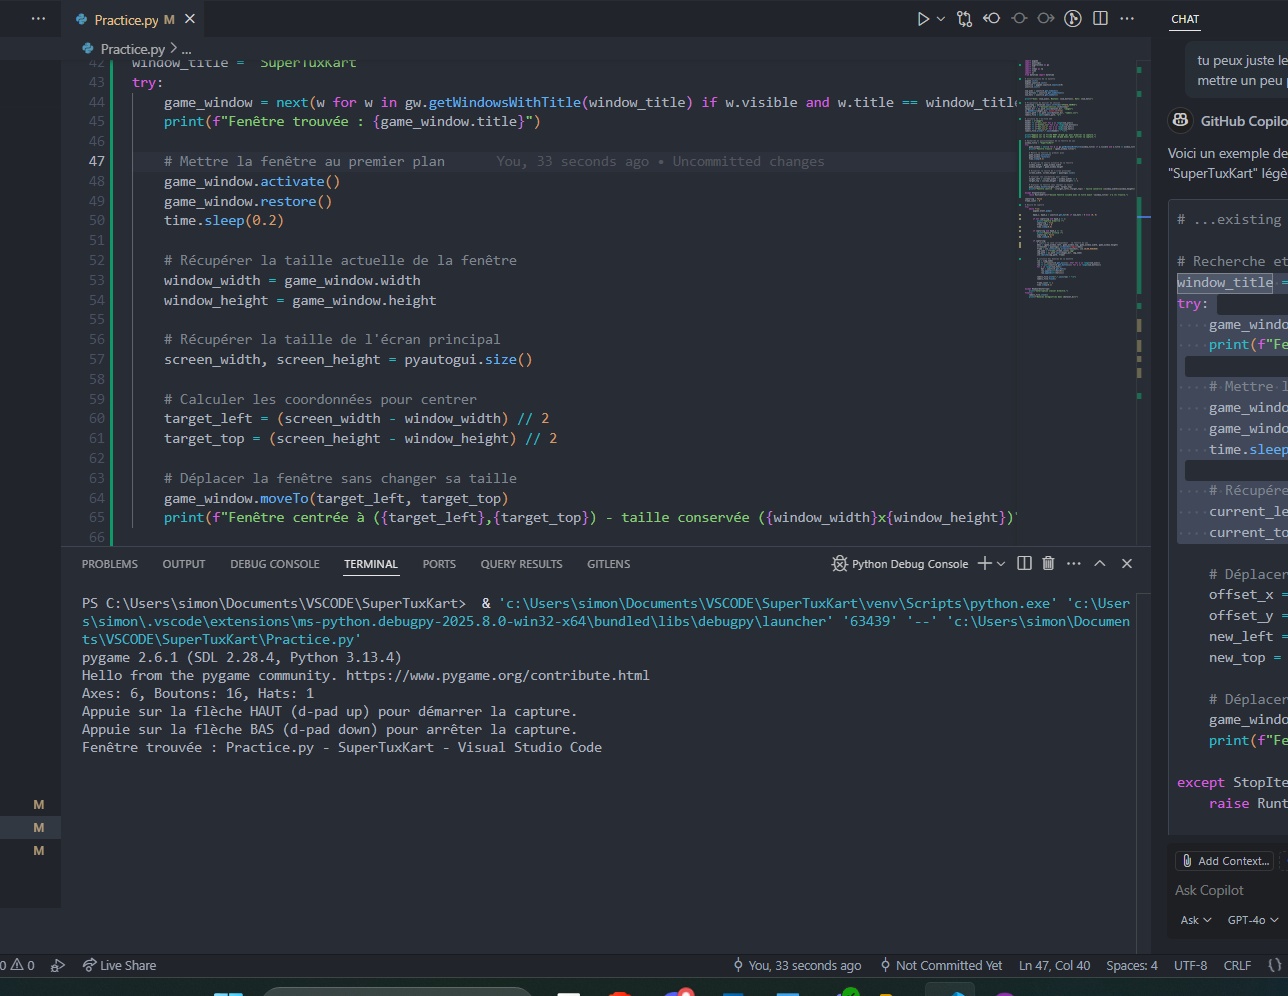 Practice.py M
CHAT
Practice.py > ...
42 window_title = "SuperTuxKart"
43 try:
44 game_window = next(w for w in gw.getWindowsWithTitle(window_title) if w.visible and w.title == window_titl
45 print(f"Fenêtre trouvée : {game_window.title}")
46
47 # Mettre la fenêtre au premier plan You, 33 seconds ago • Uncommitted changes
48 game_window.activate()
49 game_window.restore()
50 time.sleep(0.2)
51
52 # Récupérer la taille actuelle de la fenêtre
53 window_width = game_window.width
54 window_height = game_window.height
55
56 # Récupérer la taille de l'écran principal
57 screen_width, screen_height = pyautogui.size()
58
59 # Calculer les coordonnées pour centrer
60 target_left = (screen_width - window_width) // 2
61 target_top = (screen_height - window_height) // 2
62
63 # Déplacer la fenêtre sans changer sa taille
64 game_window.moveTo(target_left, target_top)
65 print(f"Fenêtre centrée à ({target_left},{target_top}) - taille conservée ({window_width}x{window_height})"
66
PROBLEMS OUTPUT DEBUG CONSOLE TERMINAL PORTS QUERY RESULTS GITLENS
Python Debug Console
PS C:\Users\simon\Documents\VSCODE\SuperTuxKart> & 'c:\Users\simon\Documents\VSCODE\SuperTuxKart\venv\Scripts\python.exe' 'c:\User
s\simon\.vscode\extensions\ms-python.debugpy-2025.8.0-win32-x64\bundled\libs\debugpy\launcher' '63439' '--' 'c:\Users\simon\Documen
ts\VSCODE\SuperTuxKart\Practice.py'
pygame 2.6.1 (SDL 2.28.4, Python 3.13.4)
Hello from the pygame community. https://www.pygame.org/contribute.html
Axes: 6, Boutons: 16, Hats: 1
Appuie sur la flèche HAUT (d-pad up) pour démarrer la capture.
Appuie sur la flèche BAS (d-pad down) pour arrêter la capture.
Fenêtre trouvée : Practice.py - SuperTuxKart - Visual Studio Code
M
M
M
tu peux juste le
mettre un peu
GitHub Copilo
Voici un exemple de
"SuperTuxKart" légè
# ...existing
# Recherche et
window_title =
try:
game_windo
print(f"Fe
# Mettre l
game_windo
game_windo
time.sleep
# Récupére
current_le
current_to
# Déplacer
offset_x =
offset_y =
new_left =
new_top =
# Déplacer
game_windo
print(f"Fe
except StopIte
raise Runt
Add Context...
Ask Copilot
Ask GPT-4o
0 0 Live Share
You, 33 seconds ago Not Committed Yet Ln 47, Col 40 Spaces: 4 UTF-8 CRLF {}